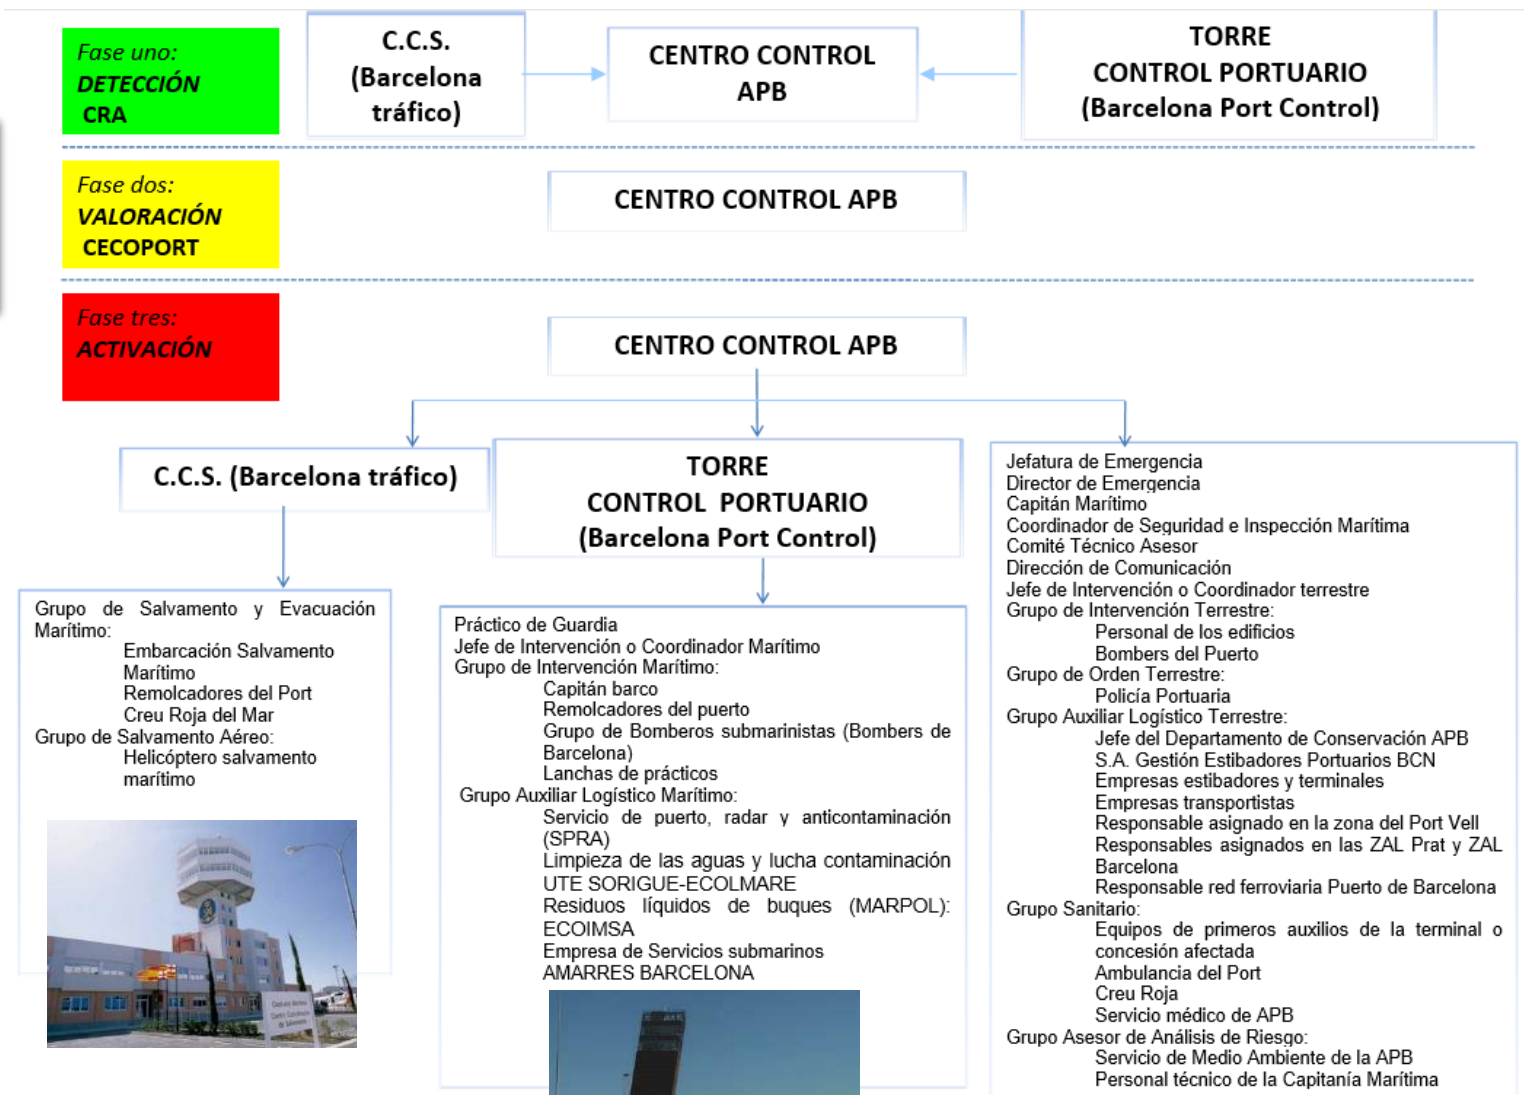 Fase uno:
DETECCIÓN
CRA
C.C.S.
(Barcelona
tráfico)
CENTRO CONTROL
APB
TORRE
CONTROL PORTUARIO
(Barcelona Port Control)
Fase dos:
VALORACIÓN
CECOPORT
CENTRO CONTROL APB
Fase tres:
ACTIVACIÓN
CENTRO CONTROL APB
C.C.S. (Barcelona tráfico)
TORRE
CONTROL PORTUARIO
(Barcelona Port Control)
Grupo de Salvamento y Evacuación
Marítimo:
Embarcación Salvamento
Marítimo
Remolcadores del Port
Creu Roja del Mar
Grupo de Salvamento Aéreo:
Helicóptero salvamento
marítimo
Práctico de Guardia
Jefe de Intervención o Coordinador Marítimo
Grupo de Intervención Marítimo:
Capitán barco
Remolcadores del puerto
Grupo de Bomberos submarinistas (Bombers de
Barcelona)
Lanchas de prácticos
Grupo Auxiliar Logístico Marítimo:
Servicio de puerto, radar y anticontaminación
(SPRA)
Limpieza de las aguas y lucha contaminación
UTE SORIGUE-ECOLMARE
Residuos líquidos de buques (MARPOL):
ECOIMSA
Empresa de Servicios submarinos
AMARRES BARCELONA
Jefatura de Emergencia
Director de Emergencia
Capitán Marítimo
Coordinador de Seguridad e Inspección Marítima
Comité Técnico Asesor
Dirección de Comunicación
Jefe de Intervención o Coordinador terrestre
Grupo de Intervención Terrestre:
Personal de los edificios
Bombers del Puerto
Grupo de Orden Terrestre:
Policía Portuaria
Grupo Auxiliar Logístico Terrestre:
Jefe del Departamento de Conservación APB
S.A. Gestión Estibadores Portuarios BCN
Empresas estibadores y terminales
Empresas transportistas
Responsable asignado en la zona del Port Vell
Responsables asignados en las ZAL Prat y ZAL
Barcelona
Responsable red ferroviaria Puerto de Barcelona
Grupo Sanitario:
Equipos de primeros auxilios de la terminal o
concesión afectada
Ambulancia del Port
Creu Roja
Servicio médico de APB
Grupo Asesor de Análisis de Riesgo:
Servicio de Medio Ambiente de la APB
Personal técnico de la Capitanía Marítima